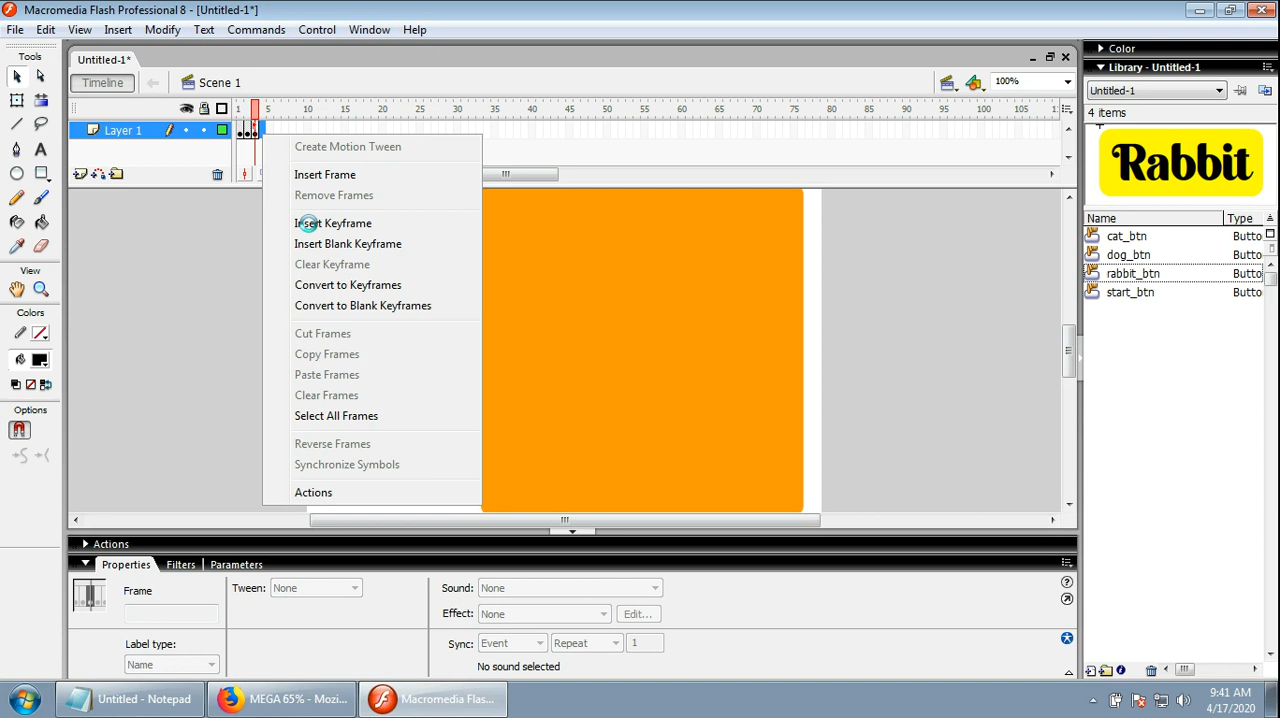 Macromedia Flash Professional 8 - [Untitled-1*]
File Edit View Insert Modify Text Commands Control Window Help
Tools
View
Colors
Options
Untitled-1*
Timeline
Scene 1
100%
1 5 10 15 20 25 30 35 40 45 50 55 60 65 70 75 80 85 90 95 100 105 11
Layer 1
Create Motion Tween
Insert Frame
Remove Frames
Insert Keyframe
Insert Blank Keyframe
Clear Keyframe
Convert to Keyframes
Convert to Blank Keyframes
Cut Frames
Copy Frames
Paste Frames
Clear Frames
Select All Frames
Reverse Frames
Synchronize Symbols
Actions
Color
Library - Untitled-1
Untitled-1
4 items
Rabbit
Name Type
cat_btn Butto
dog_btn Butto
rabbit_btn Butto
start_btn Butto
Actions
Properties Filters Parameters
Frame
Tween: None
Sound: None
Effect: None Edit...
Label type:
Name
Sync: Event Repeat 1
No sound selected
Untitled - Notepad
MEGA 65% - Mozi...
Macromedia Flas...
9:41 AM
4/17/2020